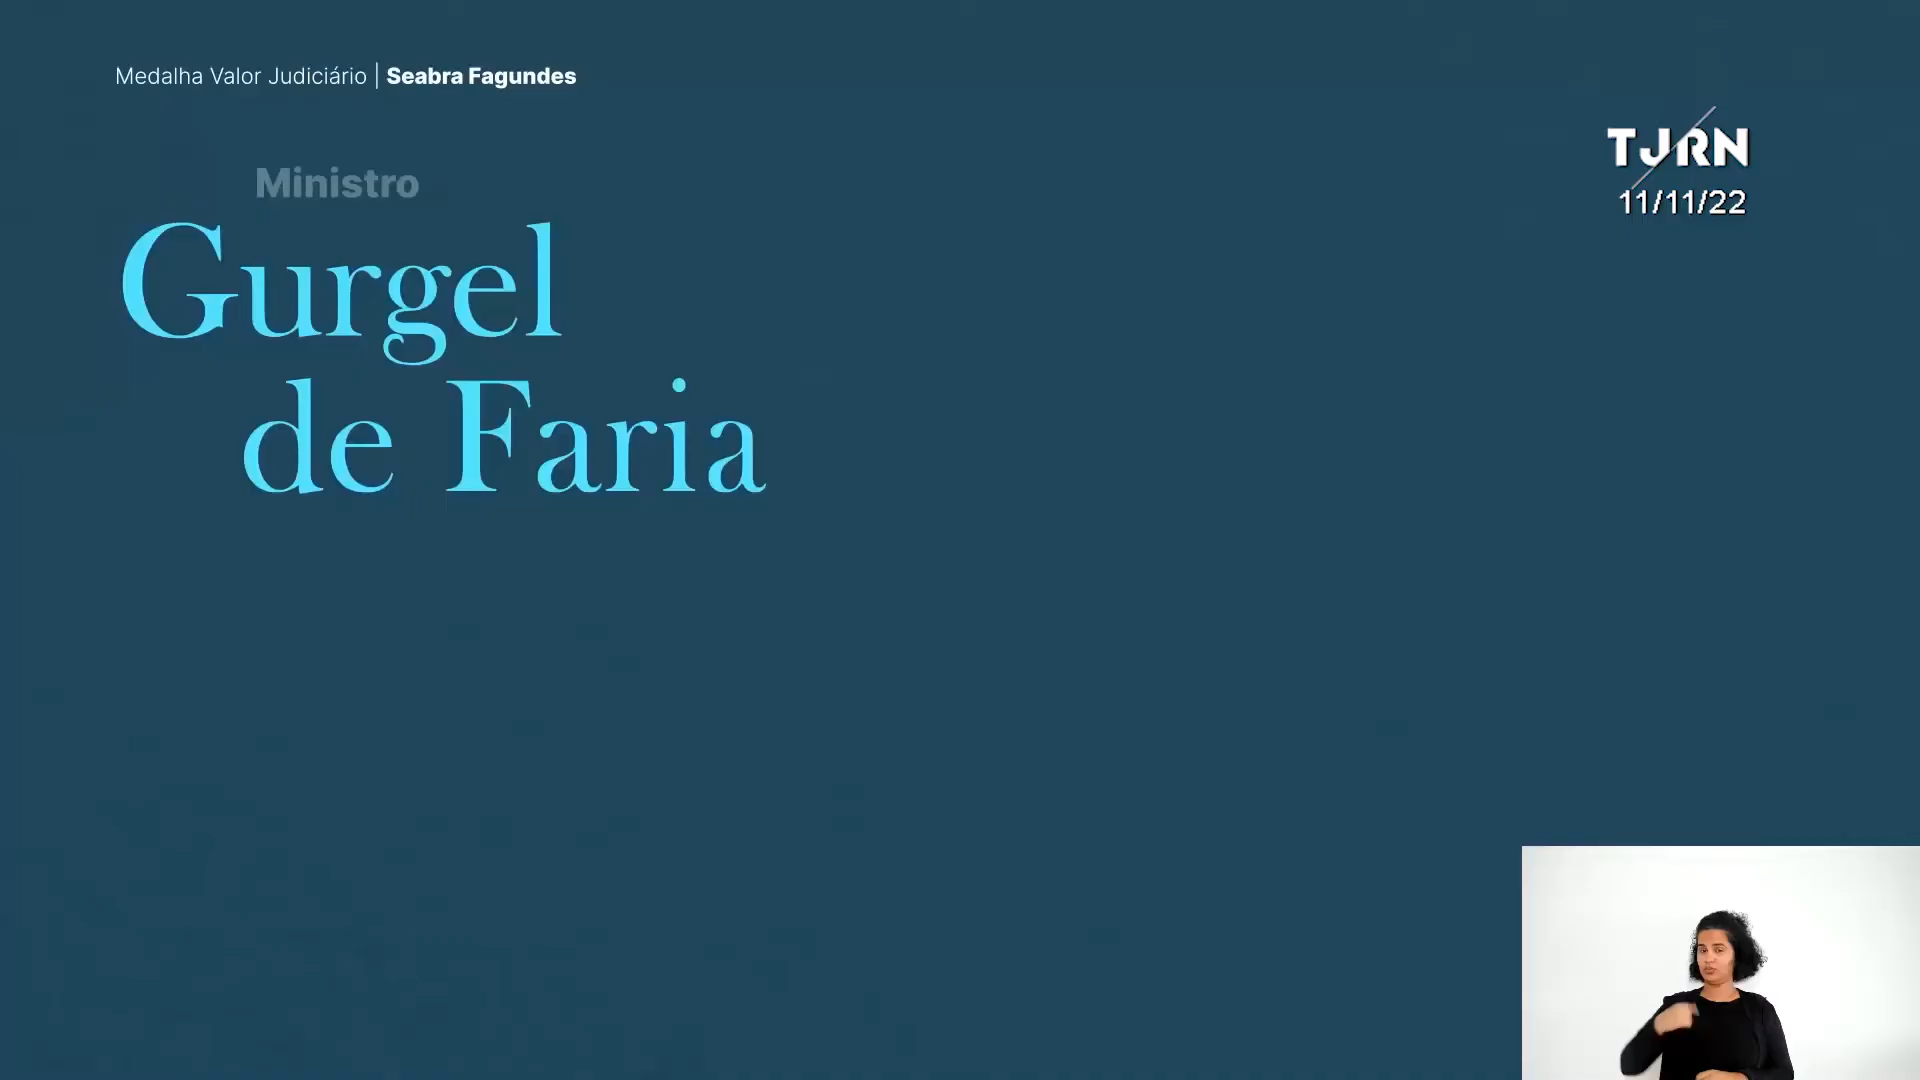 Medalha Valor Judiciário | Seabra Fagundes
TJRN
11/11/22
Ministro
Gurgel
de Faria